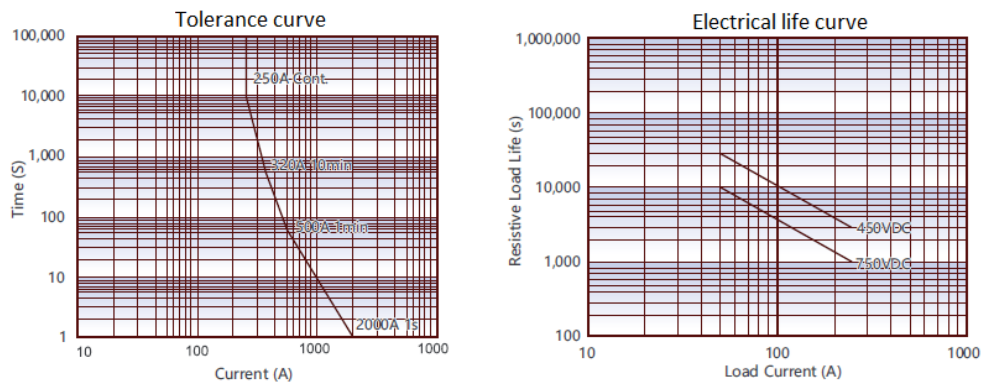 Tolerance curve
100,000
10,000
1,000
100
10
1
Time (S)
250A Cont.
320A 10min
500A 1min
2000A 1s
10
100
1000
1000
Current (A)
Electrical life curve
1,000,000
100,000
10,000
1,000
100
Resistive Load Life (s)
450VDC
750VDC
10
100
1000
Load Current (A)